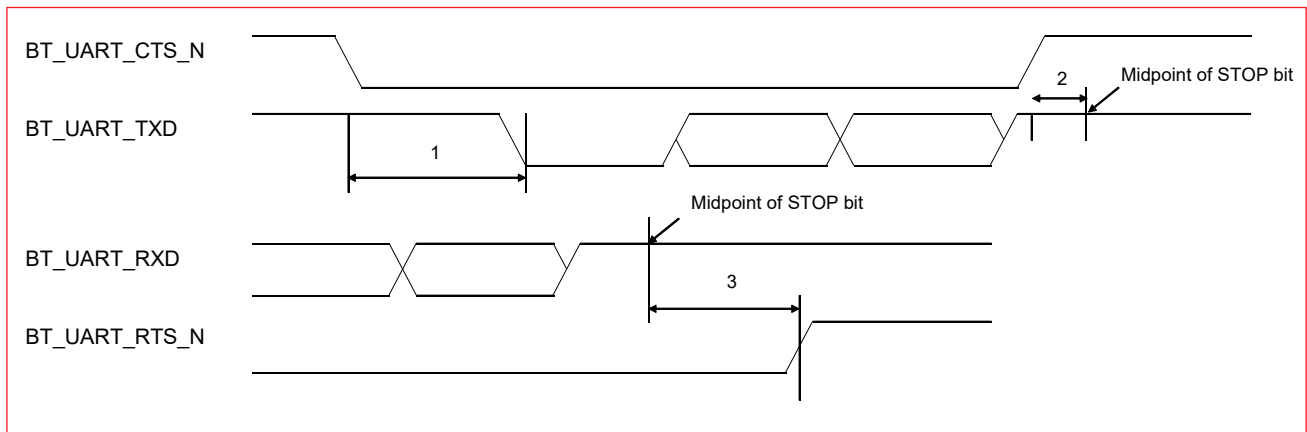 BT_UART_CTS_N
2
Midpoint of STOP bit
BT_UART_TXD
1
Midpoint of STOP bit
BT_UART_RXD
3
BT_UART_RTS_N